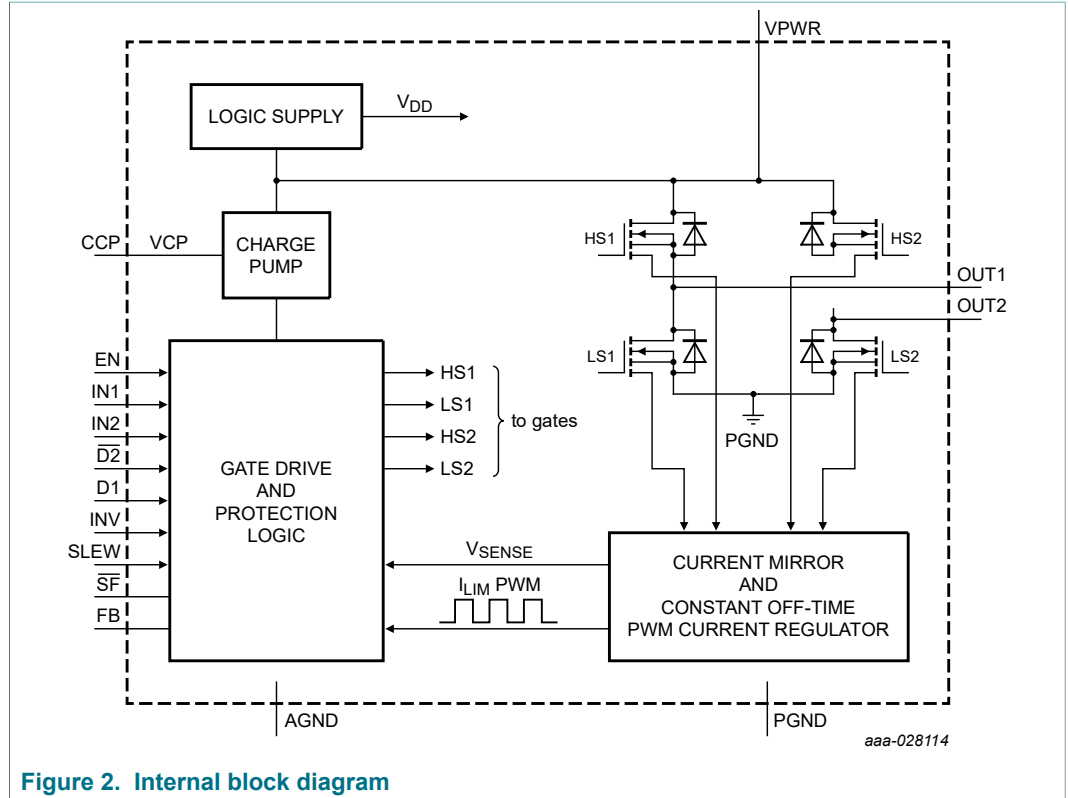 VPWR
LOGIC SUPPLY
VDD
CCP
VCP
CHARGE
PUMP
HS1
HS2
OUT1
OUT2
LS1
LS2
PGND
EN
IN1
IN2
D2
D1
INV
SLEW
SF
FB
GATE DRIVE
AND
PROTECTION
LOGIC
HS1
LS1
HS2
LS2
to gates
VSENSE
ILIM PWM
CURRENT MIRROR
AND
CONSTANT OFF-TIME
PWM CURRENT REGULATOR
AGND
PGND
aaa-028114
Figure 2. Internal block diagram